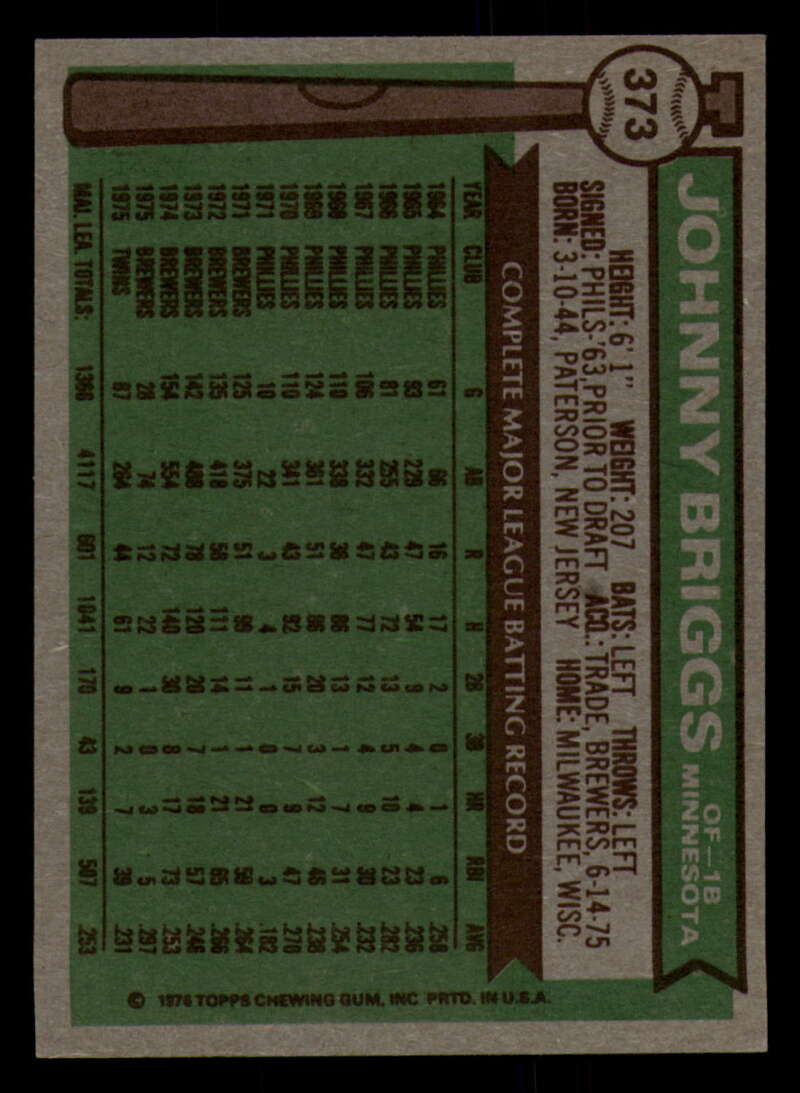 373
JOHNNY BRIGGS OF—1B MINNESOTA
HEIGHT: 6' 1" WEIGHT: 207 BATS: LEFT THROWS: LEFT
SIGNED: PHILS-'63, PRIOR TO DRAFT ACQ.: TRADE, BREWERS, 6-14-75
BORN: 3-10-44, PATERSON, NEW JERSEY HOME: MILWAUKEE, WISC.
COMPLETE MAJOR LEAGUE BATTING RECORD
YEAR CLUB G AB R H 2B 3B HR RBI AVG
1964 PHILLIES 61 66 16 17 2 0 1 6 .258
1965 PHILLIES 93 229 47 54 9 4 4 23 .236
1966 PHILLIES 81 255 43 72 13 5 10 23 .282
1967 PHILLIES 106 332 47 77 12 4 9 30 .232
1968 PHILLIES 110 338 36 86 13 1 7 31 .254
1969 PHILLIES 124 361 51 86 20 3 12 46 .238
1970 PHILLIES 110 341 43 92 15 7 9 47 .270
1971 PHILLIES 10 22 3 4 1 0 0 3 .182
1971 BREWERS 125 375 51 99 11 1 21 59 .264
1972 BREWERS 135 418 58 111 14 1 21 65 .266
1973 BREWERS 142 488 78 120 20 7 18 57 .246
1974 BREWERS 154 554 72 140 30 8 17 73 .253
1975 BREWERS 28 74 12 22 1 0 3 5 .297
1975 TWINS 87 264 44 61 9 2 7 39 .231
MAJ. LEA. TOTALS: 1366 4117 601 1041 170 43 139 507 .253
© 1976 TOPPS CHEWING GUM, INC. PRTD. IN U.S.A.